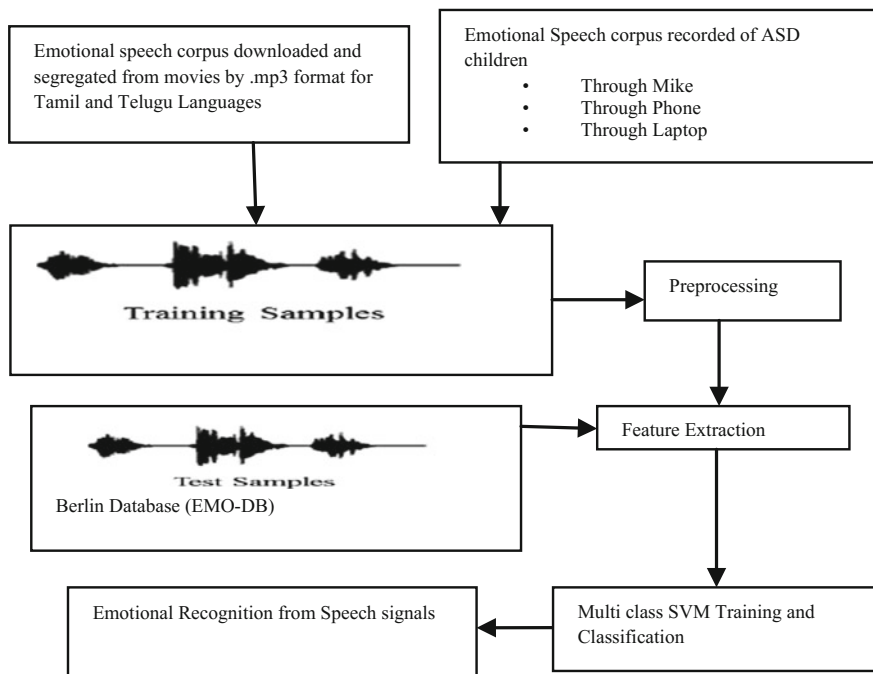 Emotional speech corpus downloaded and
segregated from movies by .mp3 format for
Tamil and Telugu Languages
Emotional Speech corpus recorded of ASD
children
• Through Mike
• Through Phone
• Through Laptop
Training Samples
Preprocessing
Test Samples
Berlin Database (EMO-DB)
Feature Extraction
Emotional Recognition from Speech signals
Multi class SVM Training and
Classification